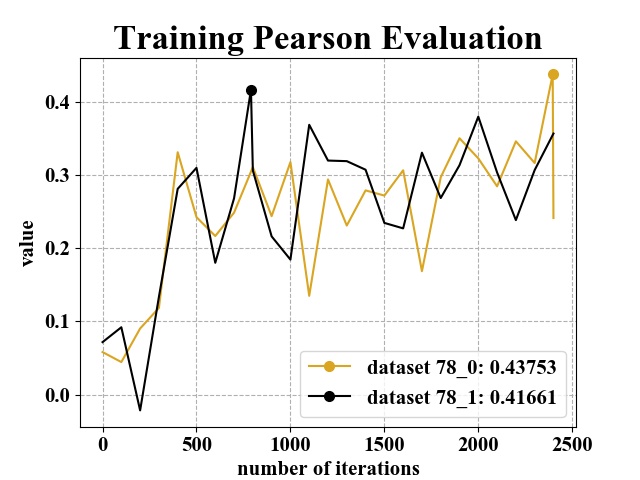 Training Pearson Evaluation
value
0.4
0.3
0.2
0.1
0.0
dataset 78_0: 0.43753
dataset 78_1: 0.41661
0 500 1000 1500 2000 2500
number of iterations